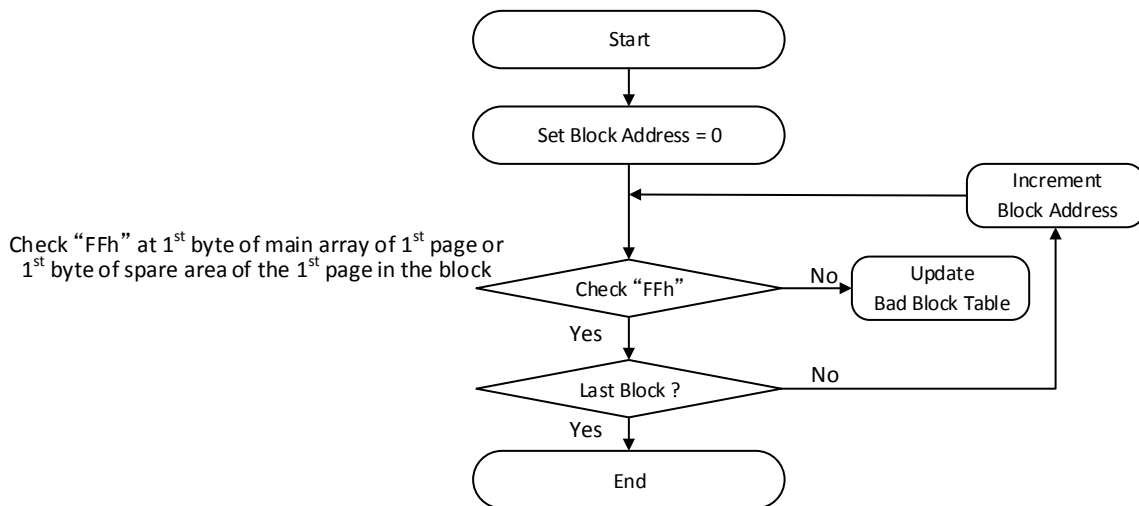 Start
Set Block Address = 0
Increment
Block Address
Check “FFh” at 1st byte of main array of 1st page or
1st byte of spare area of the 1st page in the block
Check “FFh”
No
Update
Bad Block Table
Yes
Last Block ?
No
Yes
End